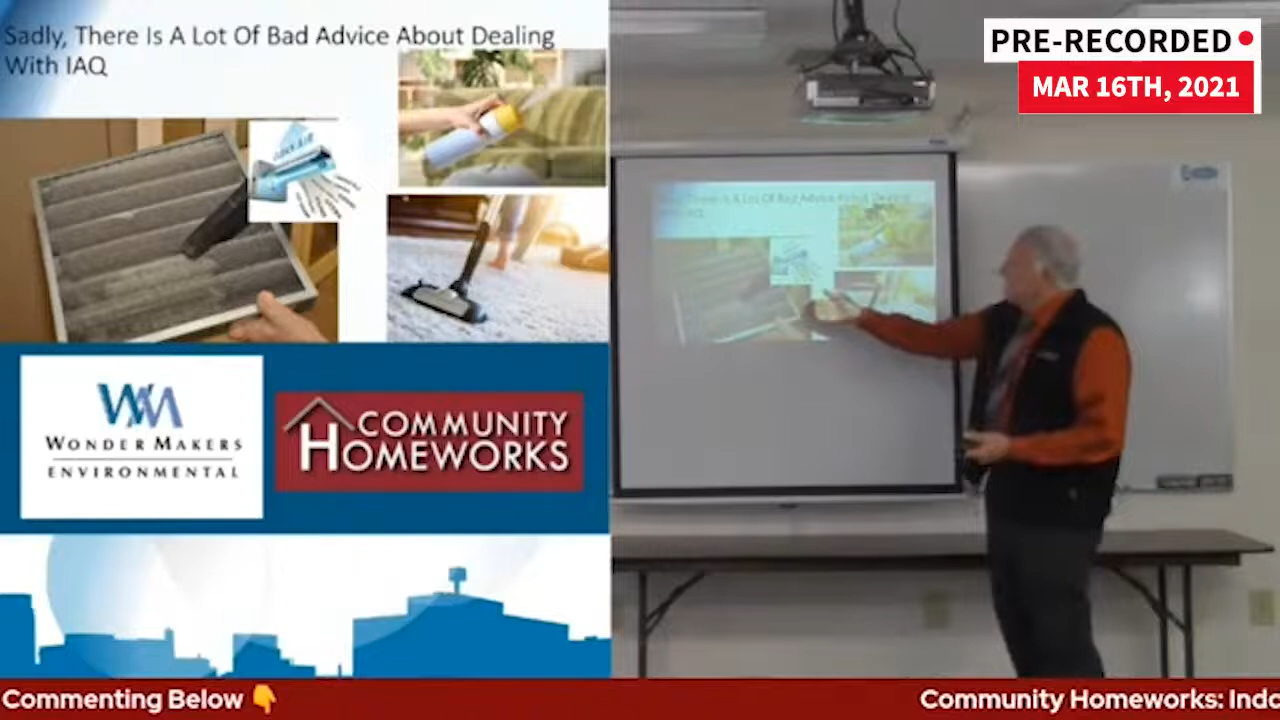 Sadly, There Is A Lot Of Bad Advice About Dealing
With IAQ
PRE-RECORDED
MAR 16TH, 2021
WM
WONDER MAKERS
ENVIRONMENTAL
COMMUNITY
HOMEWORKS
Commenting Below 👇
Community Homeworks: Indo